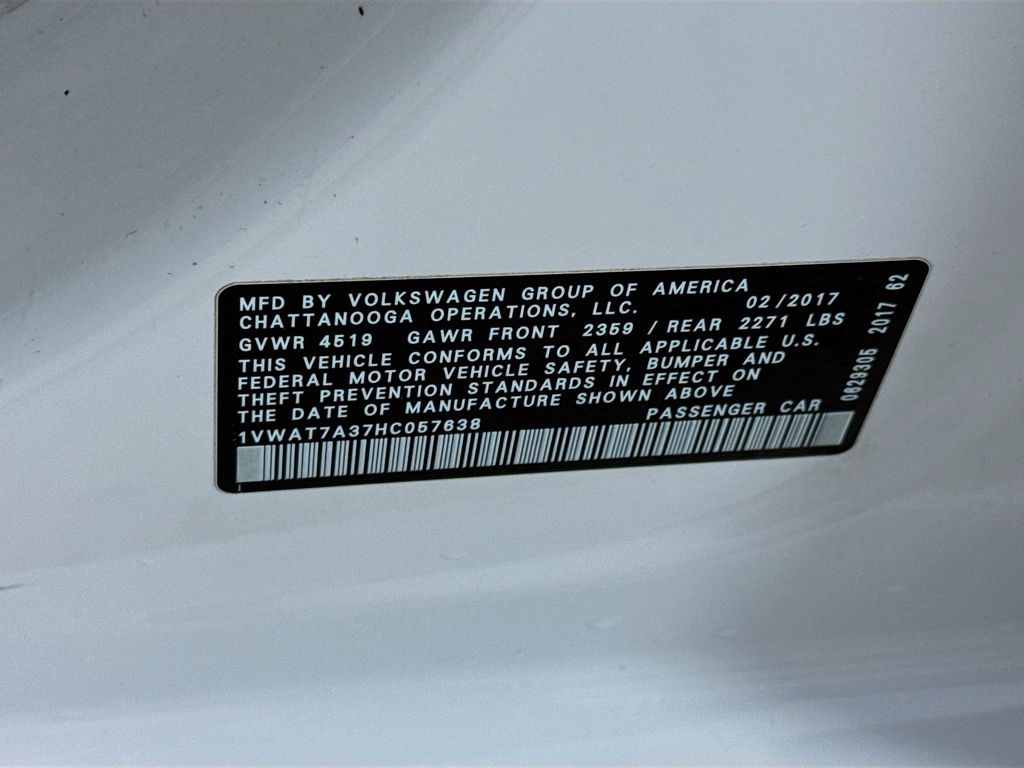 MFD BY VOLKSWAGEN GROUP OF AMERICA
CHATTANOOGA OPERATIONS, LLC. 02/2017
GVWR 4519 GAWR FRONT 2359 / REAR 2271 LBS
THIS VEHICLE CONFORMS TO ALL APPLICABLE U.S.
FEDERAL MOTOR VEHICLE SAFETY, BUMPER AND
THEFT PREVENTION STANDARDS IN EFFECT ON
THE DATE OF MANUFACTURE SHOWN ABOVE
1VWAT7A37HC057638 PASSENGER CAR
0629305 2017 62